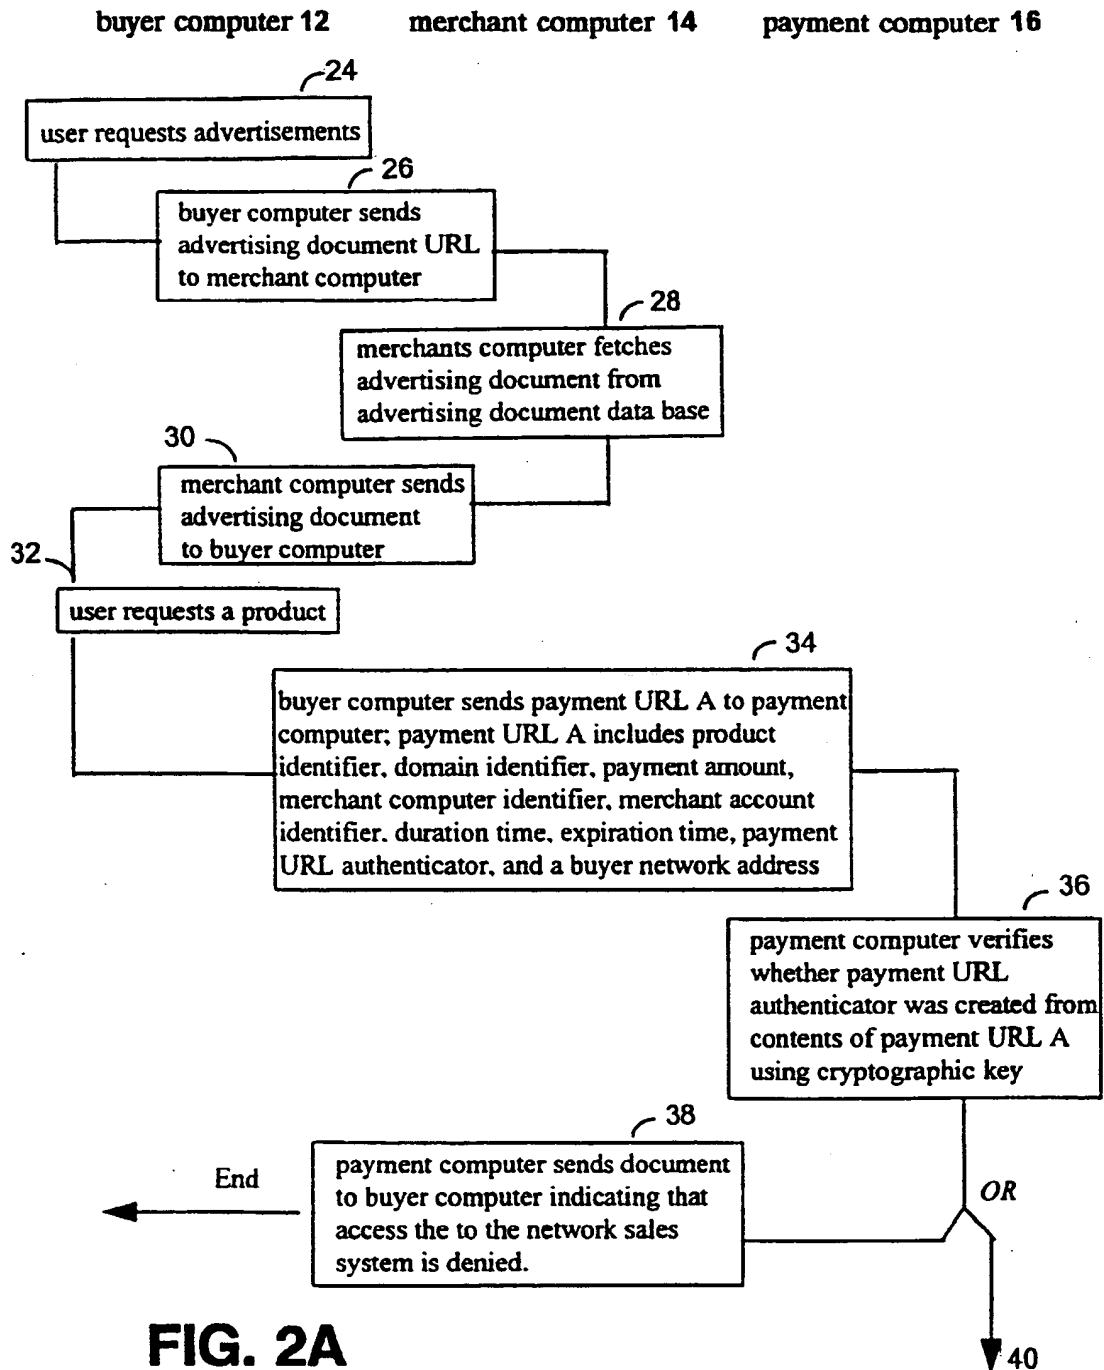 buyer computer 12 merchant computer 14 payment computer 16
24
user requests advertisements
26
buyer computer sends
advertising document URL
to merchant computer
28
merchants computer fetches
advertising document from
advertising document data base
30
merchant computer sends
advertising document
to buyer computer
32
user requests a product
34
buyer computer sends payment URL A to payment
computer; payment URL A includes product
identifier, domain identifier, payment amount,
merchant computer identifier, merchant account
identifier, duration time, expiration time, payment
URL authenticator, and a buyer network address
36
payment computer verifies
whether payment URL
authenticator was created from
contents of payment URL A
using cryptographic key
38
payment computer sends document
to buyer computer indicating that
access the to the network sales
system is denied.
End
OR
40
FIG. 2A